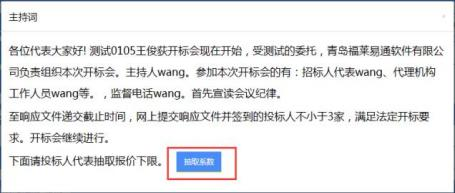 主持词
各位代表大家好! 测试0105王俊获开标会现在开始，受测试的委托，青岛福莱易通软件有限公
司负责组织本次开标会。主持人wang。参加本次开标会的有：招标人代表wang、代理机构
工作人员wang等。，监督电话wang。首先宣读会议纪律。
至响应文件递交截止时间，网上提交响应文件并签到的投标人不小于3家，满足法定开标要
求。开标会继续进行。
下面请投标人代表抽取报价下限。 抽取系数